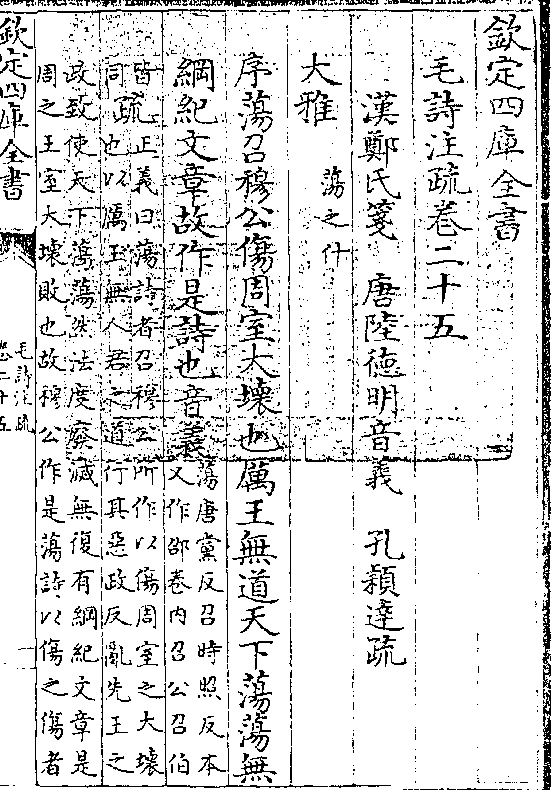 欽定四庫全書
毛詩注疏卷二十五
漢鄭氏箋 唐陸德明音義 孔穎達疏
大雅 蕩之什
序蕩召穆公傷周室大壞也厲王無道天下蕩蕩無
綱紀文章故作是詩也音義
蕩唐黨反召時照反本
又作邵卷内召公召伯
皆
同
疏
正義曰蕩詩者召穆公所作以傷周室之大壞
也以厲王無人君之道行其惡政反亂先王之
政致使天下蕩蕩然法度廢滅無復有綱紀文章是
周之王室大壞敗也故穆公作是蕩詩以傷之傷者
欽定四庫全書
毛詩注疏
卷二十五